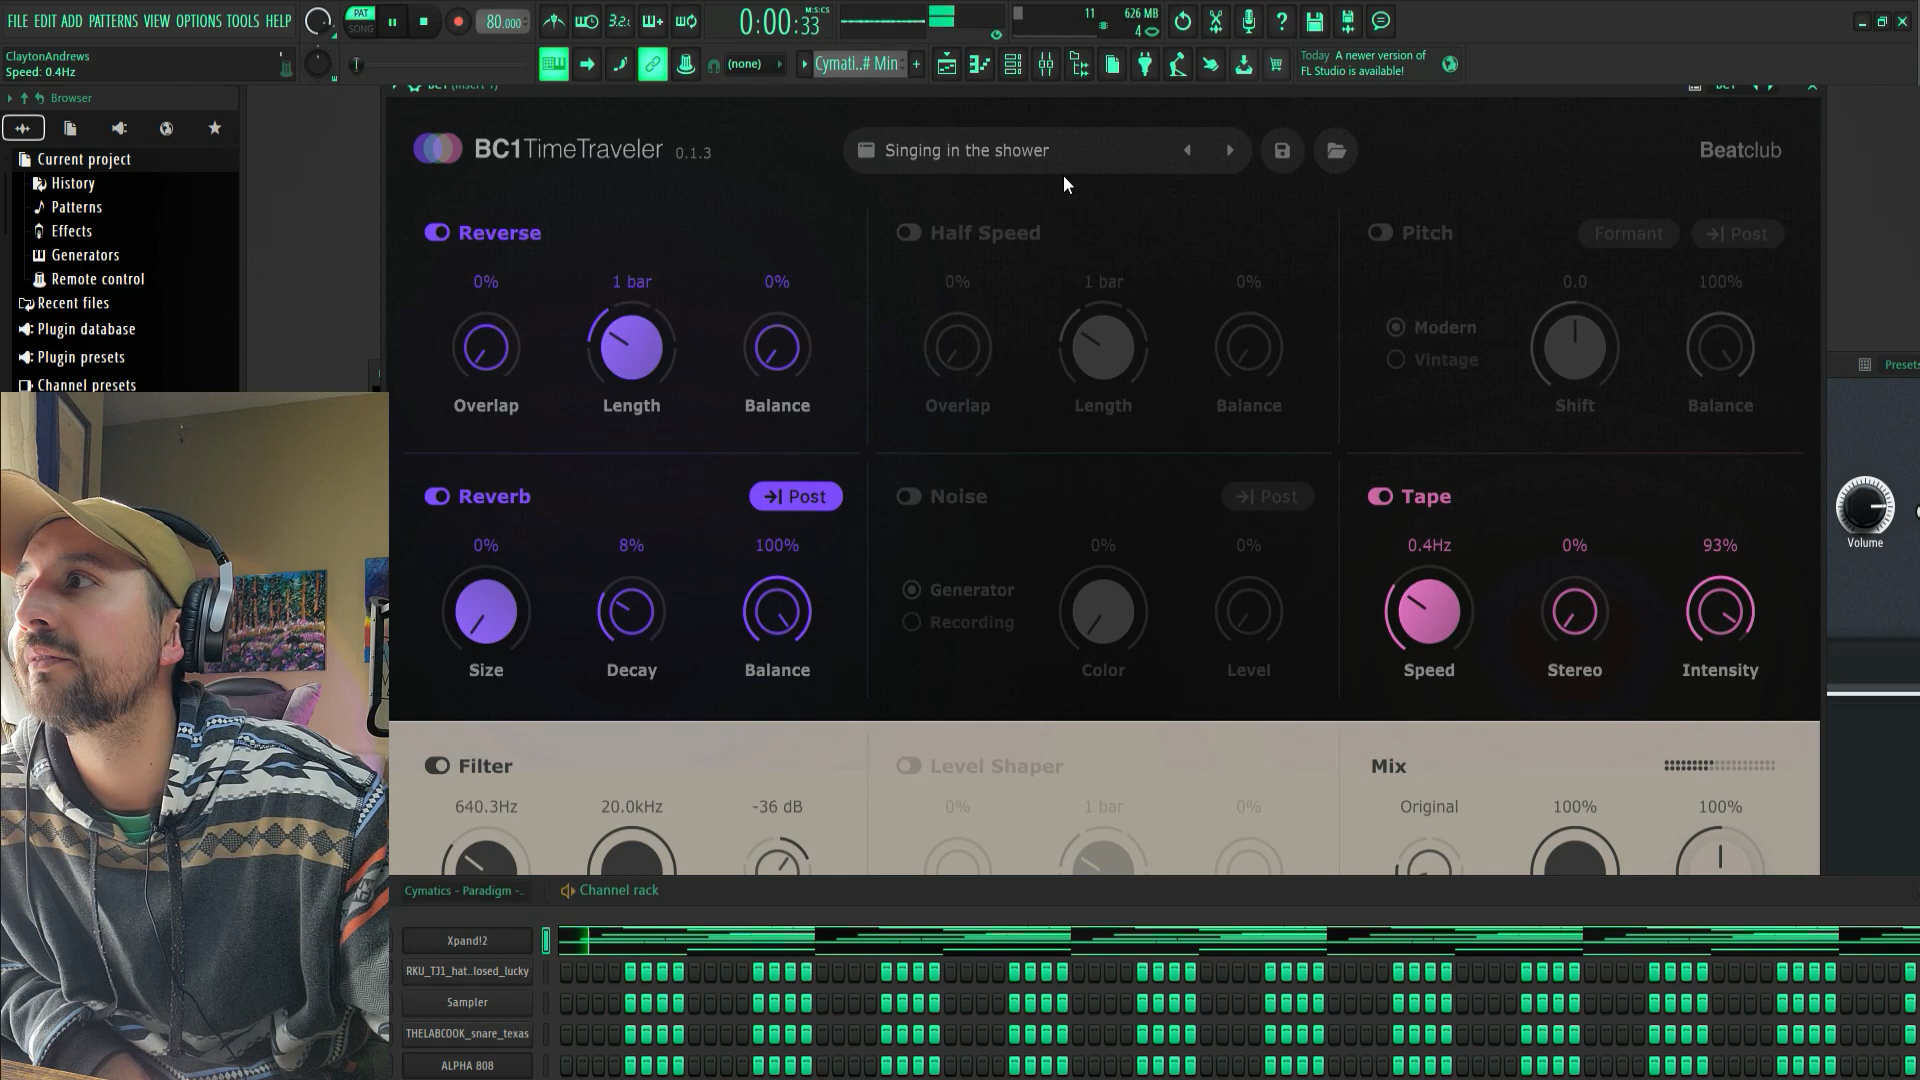 FILE EDIT ADD PATTERNS VIEW OPTIONS TOOLS HELP
PAT
SONG
80.000
3.2.
0:00:33
M:S:CS
11
626 MB
4
ClaytonAndrews
Speed: 0.4Hz
(none)
Cymati..# Min
Today A newer version of
FL Studio is available!
Browser
Current project
History
Patterns
Effects
Generators
Remote control
Recent files
Plugin database
Plugin presets
Channel presets
BC1 (Insert 1)
BC1
BC1TimeTraveler 0.1.3
Singing in the shower
Beatclub
Reverse
0% 1 bar 0%
Overlap Length Balance
Half Speed
0% 1 bar 0%
Overlap Length Balance
Pitch Formant Post
0.0 100%
Modern
Vintage
Shift Balance
Presets
Reverb Post
0% 8% 100%
Size Decay Balance
Noise Post
0% 0%
Generator
Recording
Color Level
Tape
0.4Hz 0% 93%
Speed Stereo Intensity
Volume
Filter
640.3Hz 20.0kHz -36 dB
Level Shaper
0% 1 bar 0%
Mix
Original 100% 100%
Cymatics - Paradigm -..
Channel rack
Xpand!2
RKU_TJ1_hat..losed_lucky
Sampler
THELABCOOK_snare_texas
ALPHA 808